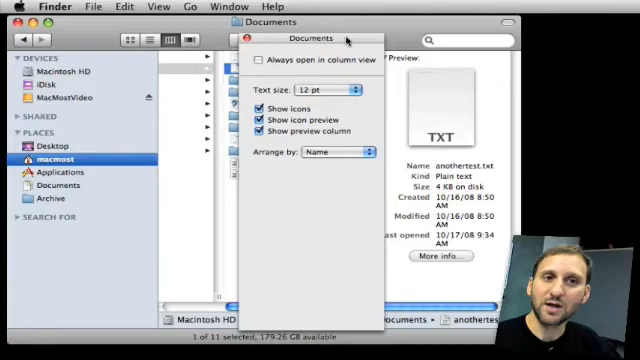 Finder File Edit View Go Window Help
Documents
Documents
DEVICES
Macintosh HD
iDisk
MacMostVideo
SHARED
PLACES
Desktop
macmost
Applications
Documents
Archive
SEARCH FOR
Always open in column view
Text size: 12 pt
Show icons
Show icon preview
Show preview column
Arrange by: Name
Preview:
TXT
Name anothertest.txt
Kind Plain text
Size 4 KB on disk
Created 10/16/08 8:50
AM
Modified 10/16/08 8:50
AM
Last opened 10/17/08 9:34
AM
More info...
Macintosh HD
ocuments
anothertes
1 of 11 selected, 179.26 GB available